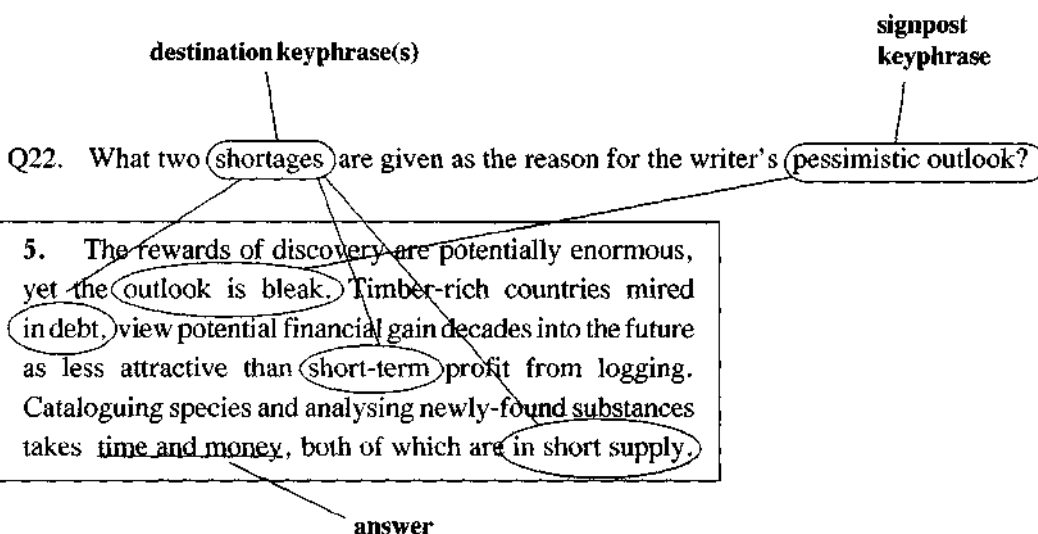 signpost
keyphrase
destination keyphrase(s)
Q22. What two shortages are given as the reason for the writer's pessimistic outlook?
5. The rewards of discovery are potentially enormous,
yet the outlook is bleak. Timber-rich countries mired
in debt, view potential financial gain decades into the future
as less attractive than short-term profit from logging.
Cataloguing species and analysing newly-found substances
takes time and money, both of which are in short supply.
answer